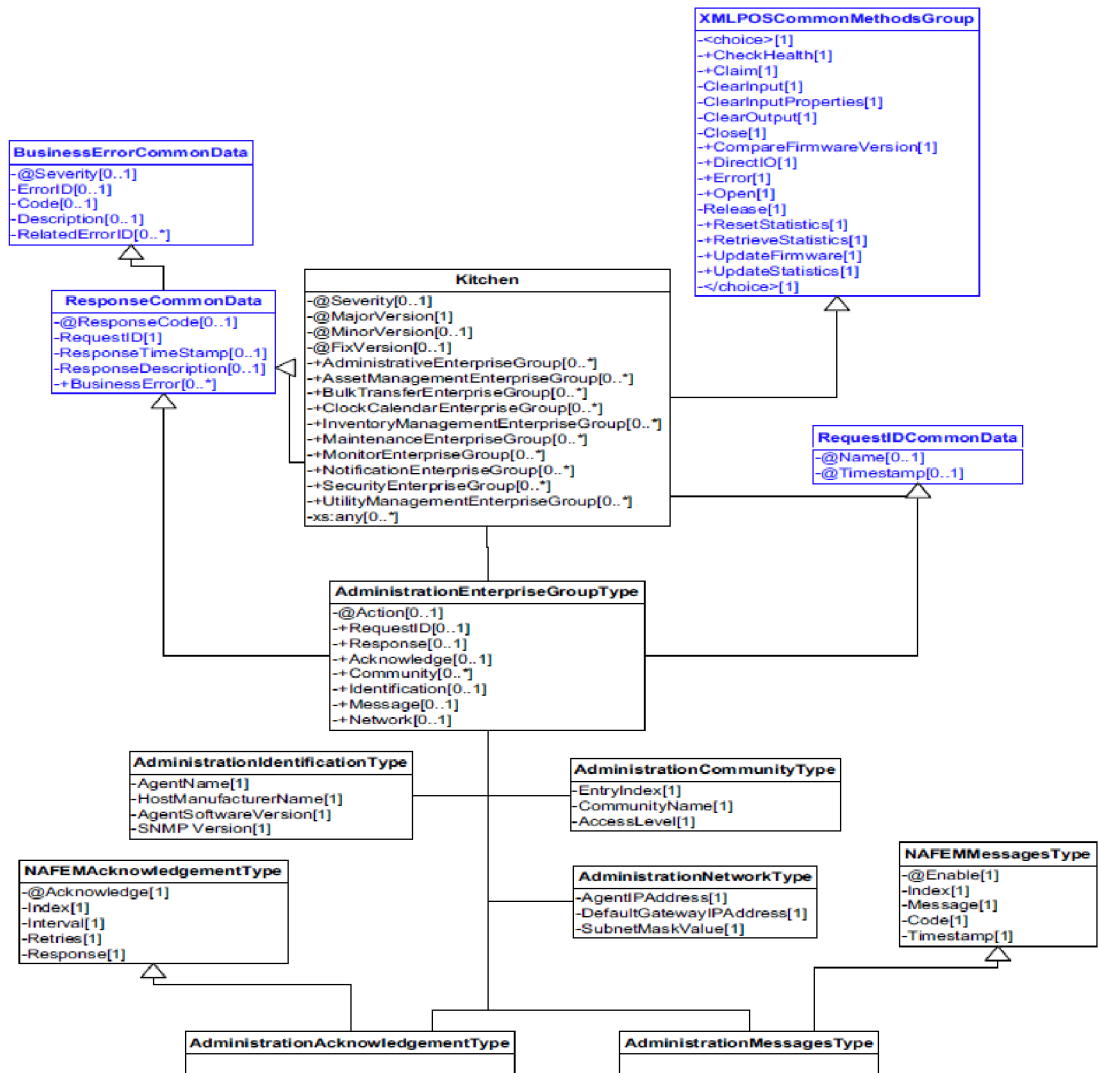 XMLPOSCommonMethodsGroup
-<choice>[1]
-+CheckHealth[1]
-+Claim[1]
-ClearInput[1]
-ClearInputProperties[1]
-ClearOutput[1]
-Close[1]
-+CompareFirmwareVersion[1]
-+DirectIO[1]
-+Error[1]
-+Open[1]
-Release[1]
-+ResetStatistics[1]
-+RetrieveStatistics[1]
-+UpdateFirmware[1]
-+UpdateStatistics[1]
-</choice>[1]
BusinessErrorCommonData
-@Severity[0..1]
-ErrorID[0..1]
-Code[0..1]
-Description[0..1]
-RelatedErrorID[0..*]
ResponseCommonData
-@ResponseCode[0..1]
-RequestID[1]
-ResponseTimeStamp[0..1]
-ResponseDescription[0..1]
-+BusinessError[0..*]
Kitchen
-@Severity[0..1]
-@MajorVersion[1]
-@MinorVersion[0..1]
-@FixVersion[0..1]
-+AdministrativeEnterpriseGroup[0..*]
-+AssetManagementEnterpriseGroup[0..*]
-+BulkTransferEnterpriseGroup[0..*]
-+ClockCalendarEnterpriseGroup[0..*]
-+InventoryManagementEnterpriseGroup[0..*]
-+MaintenanceEnterpriseGroup[0..*]
-+MonitorEnterpriseGroup[0..*]
-+NotificationEnterpriseGroup[0..*]
-+SecurityEnterpriseGroup[0..*]
-+UtilityManagementEnterpriseGroup[0..*]
-xs:any[0..*]
RequestIDCommonData
-@Name[0..1]
-@Timestamp[0..1]
AdministrationEnterpriseGroupType
-@Action[0..1]
-+RequestID[0..1]
-+Response[0..1]
-+Acknowledge[0..1]
-+Community[0..*]
-+Identification[0..1]
-+Message[0..1]
-+Network[0..1]
AdministrationIdentificationType
-AgentName[1]
-HostManufacturerName[1]
-AgentSoftwareVersion[1]
-SNMP Version[1]
AdministrationCommunityType
-EntryIndex[1]
-CommunityName[1]
-AccessLevel[1]
NAFEMAcknowledgementType
-@Acknowledge[1]
-Index[1]
-Interval[1]
-Retries[1]
-Response[1]
AdministrationNetworkType
-AgentIPAddress[1]
-DefaultGatewayIPAddress[1]
-SubnetMaskValue[1]
NAFEMMessagesType
-@Enable[1]
-Index[1]
-Message[1]
-Code[1]
-Timestamp[1]
AdministrationAcknowledgementType
AdministrationMessagesType